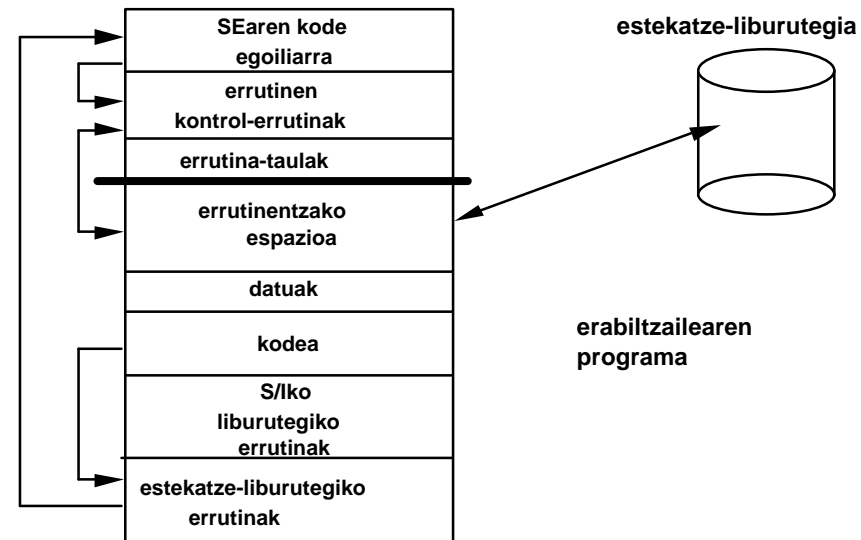 SEaren kode
egoiliarra
estekatze-liburutegia
errutinen
kontrol-errutinak
errutina-taulak
errutinentzako
espazioa
datuak
kodea
erabiltzailearen
programa
S/Iko
liburutegiko
errutinak
estekatze-liburutegiko
errutinak